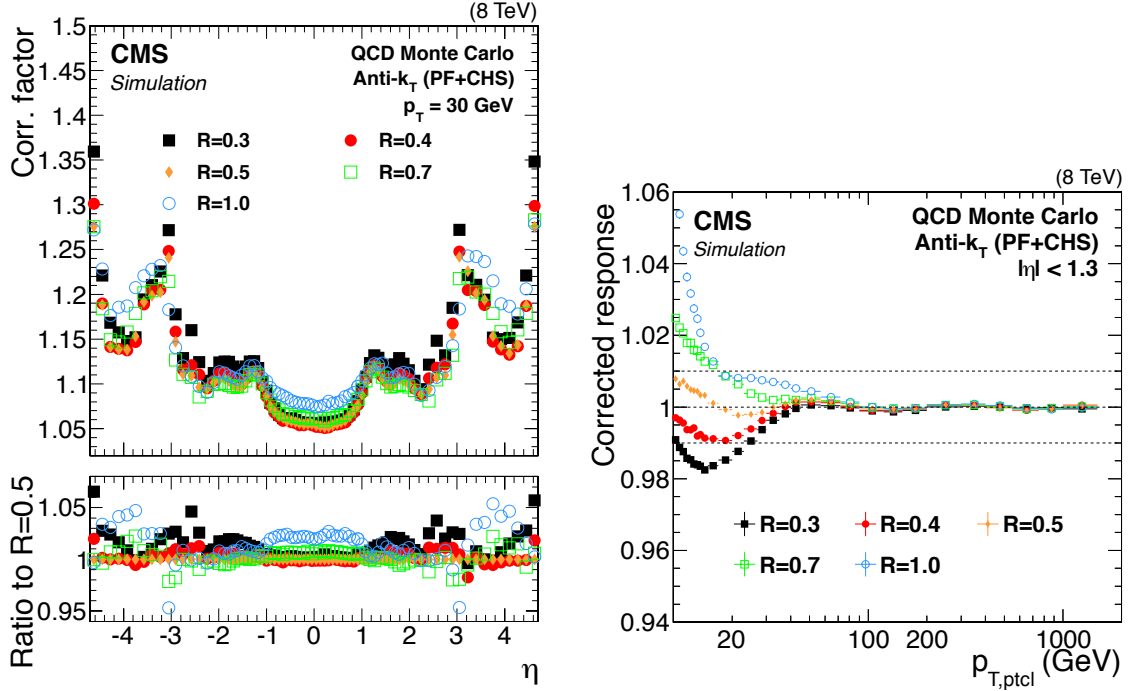 (8 TeV)
CMS
Simulation
QCD Monte Carlo
Anti-kT (PF+CHS)
pT = 30 GeV
R=0.3
R=0.4
R=0.5
R=0.7
R=1.0
Corr. factor
1.5
1.45
1.4
1.35
1.3
1.25
1.2
1.15
1.1
1.05
Ratio to R=0.5
1.05
1
0.95
-4
-3
-2
-1
0
1
2
3
4
η
(8 TeV)
CMS
Simulation
QCD Monte Carlo
Anti-kT (PF+CHS)
|η| < 1.3
Corrected response
1.06
1.04
1.02
1
0.98
0.96
0.94
R=0.3
R=0.4
R=0.5
R=0.7
R=1.0
20
100
200
1000
pT,ptcl (GeV)